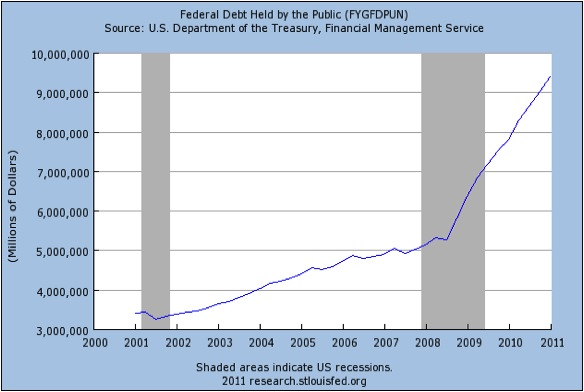 Federal Debt Held by the Public (FYGFDPUN)
Source: U.S. Department of the Treasury, Financial Management Service
10,000,000
9,000,000
8,000,000
7,000,000
6,000,000
5,000,000
4,000,000
3,000,000
(Millions of Dollars)
2000 2001 2002 2003 2004 2005 2006 2007 2008 2009 2010 2011
Shaded areas indicate US recessions.
2011 research.stlouisfed.org